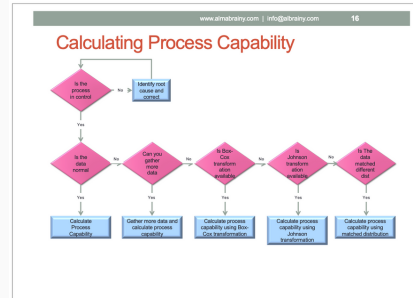 www.almabrainy.com | info@albrainy.com 16
Calculating Process Capability
Is the
process
in control
No
Identify root
cause and
correct
Yes
Is the
data
normal
No
Can you
gather
more
data
No
Is Box-
Cox
transform
ation
available
No
Is
Johnson
transform
ation
available
No
Is The
data
matched
different
dist
Yes
Yes
Yes
Yes
Yes
Calculate
Process
Capability
Gather more data and
calculate process
capability
Calculate process
capability using Box-
Cox transformation
Calculate process
capability using
Johnson
transformation
Calculate process
capability using
matched distribution